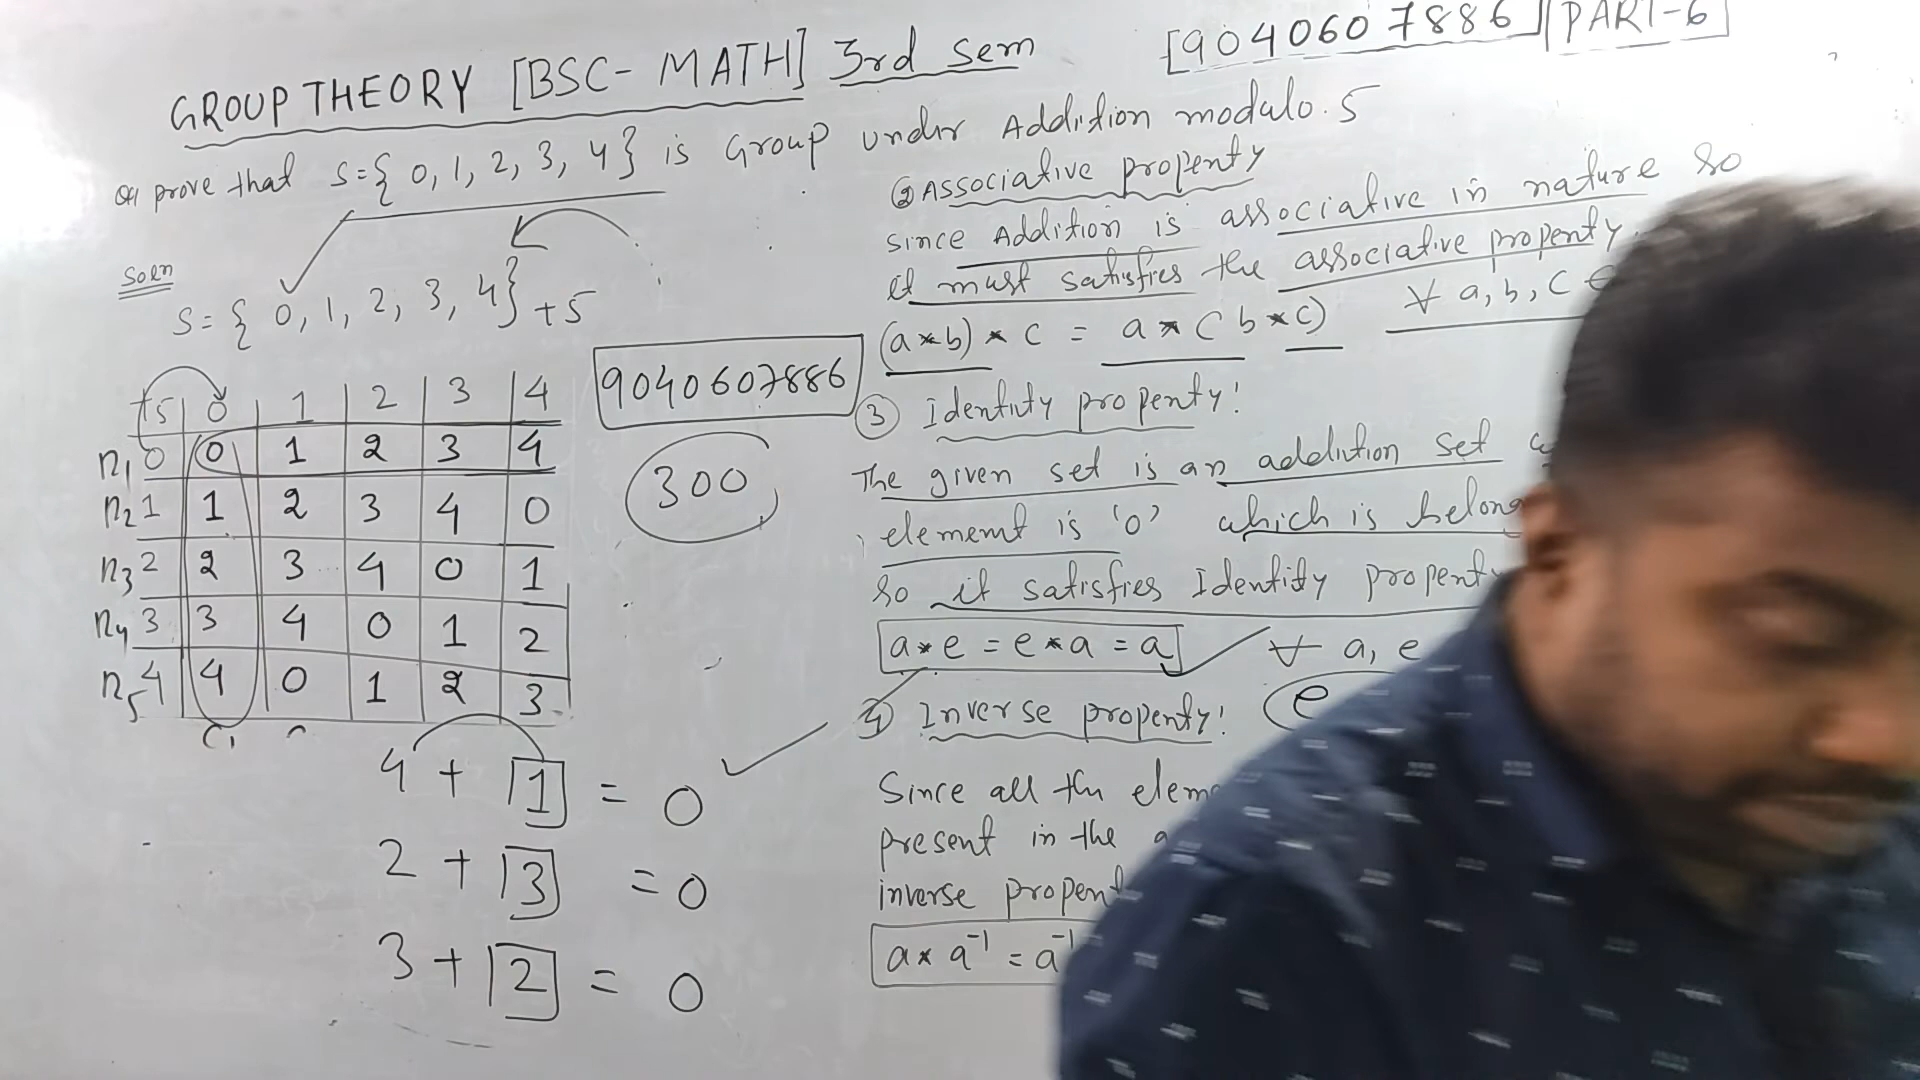 GROUP THEORY [BSC- MATH] 3rd Sem
[9040607886] PART-6
prove that S={ 0, 1, 2, 3, 4 } is Group under Addition modulo. 5
Soln
S = { 0, 1, 2, 3, 4 } +5
+5 0 1 2 3 4
n1 0 0 1 2 3 4
n2 1 1 2 3 4 0
n3 2 2 3 4 0 1
n4 3 3 4 0 1 2
n5 4 4 0 1 2 3
C1
4 + 1 = 0
2 + 3 = 0
3 + 2 = 0
9040607886
300
② Associative property
since Addition is associative in nature so
it must satisfies the associative property
(a * b) * c = a * ( b * c) ∀ a, b, c ∈
③ Identity property!
The given set is an addition set
element is '0' which is belong
so it satisfies Identity property
a * e = e * a = a ∀ a, e
④ Inverse property! e
Since all the elem
present in the a
inverse propert
a * a⁻¹ = a⁻¹